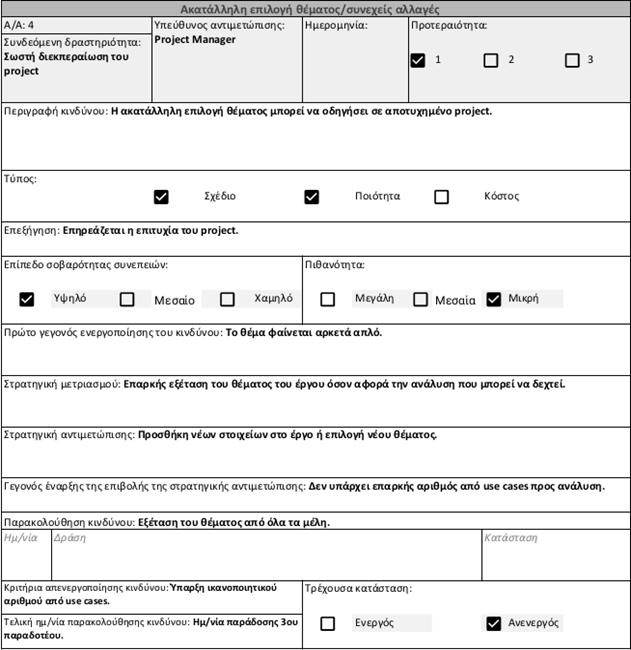 Ακατάλληλη επιλογή θέματος/συνεχείς αλλαγές
Α/Α: 4
Υπεύθυνος αντιμετώπισης:
Project Manager
Ημερομηνία:
Προτεραιότητα:
1 2 3
Συνδεόμενη δραστηριότητα:
Σωστή διεκπεραίωση του
project
Περιγραφή κινδύνου: Η ακατάλληλη επιλογή θέματος μπορεί να οδηγήσει σε αποτυχημένο project.
Τύπος:
Σχέδιο Ποιότητα Κόστος
Επεξήγηση: Επηρεάζεται η επιτυχία του project.
Επίπεδο σοβαρότητας συνεπειών:
Υψηλό Μεσαίο Χαμηλό
Πιθανότητα:
Μεγάλη Μεσαία Μικρή
Πρώτο γεγονός ενεργοποίησης του κινδύνου: Το θέμα φαίνεται αρκετά απλό.
Στρατηγική μετριασμού: Επαρκής εξέταση του θέματος του έργου όσον αφορά την ανάλυση που μπορεί να δεχτεί.
Στρατηγική αντιμετώπισης: Προσθήκη νέων στοιχείων στο έργο ή επιλογή νέου θέματος.
Γεγονός έναρξης της επιβολής της στρατηγικής αντιμετώπισης: Δεν υπάρχει επαρκής αριθμός από use cases προς ανάλυση.
Παρακολούθηση κινδύνου: Εξέταση του θέματος από όλα τα μέλη.
Ημ/νία Δράση Κατάσταση
Κριτήρια απενεργοποίησης κινδύνου: Ύπαρξη ικανοποιητικού
αριθμού από use cases.
Τελική ημ/νία παρακολούθησης κινδύνου: Ημ/νία παράδοσης 3ου
παραδοτέου.
Τρέχουσα κατάσταση:
Ενεργός Ανενεργός